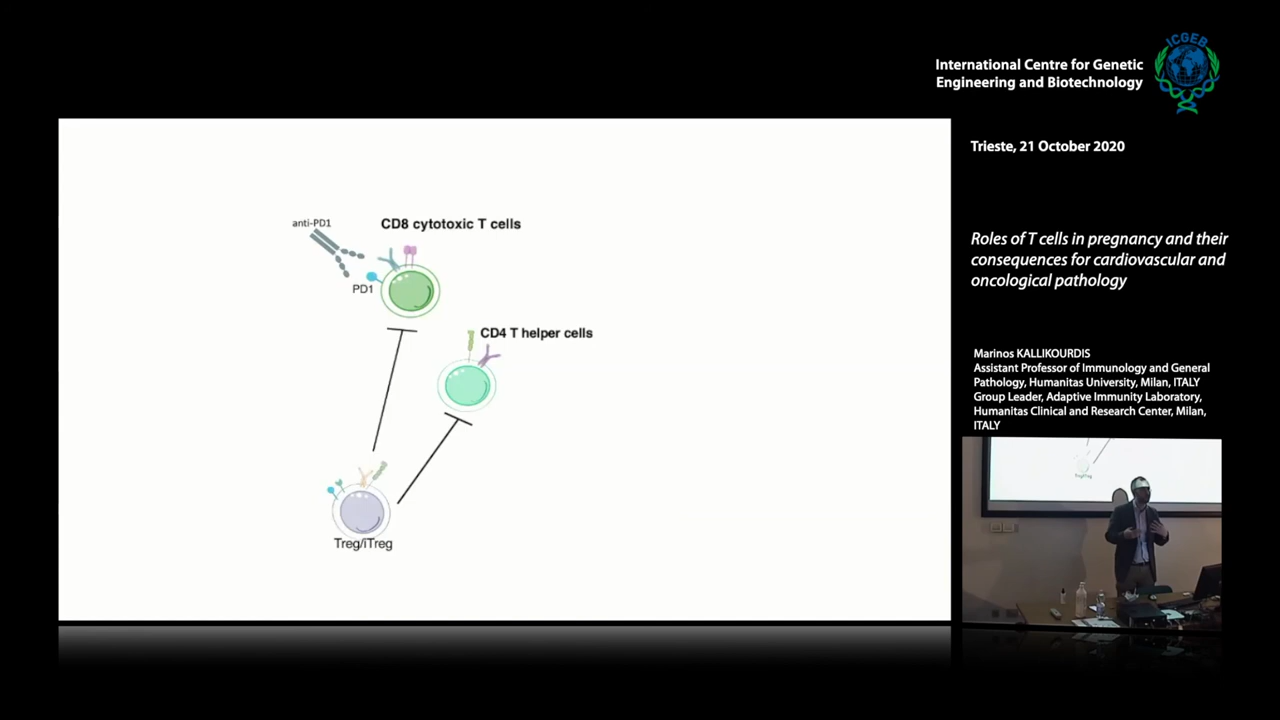 ICGEB
International Centre for Genetic
Engineering and Biotechnology
Trieste, 21 October 2020
anti-PD1
CD8 cytotoxic T cells
PD1
CD4 T helper cells
Treg/iTreg
Roles of T cells in pregnancy and their
consequences for cardiovascular and
oncological pathology
Marinos KALLIKOURDIS
Assistant Professor of Immunology and General
Pathology, Humanitas University, Milan, ITALY
Group Leader, Adaptive Immunity Laboratory,
Humanitas Clinical and Research Center, Milan,
ITALY